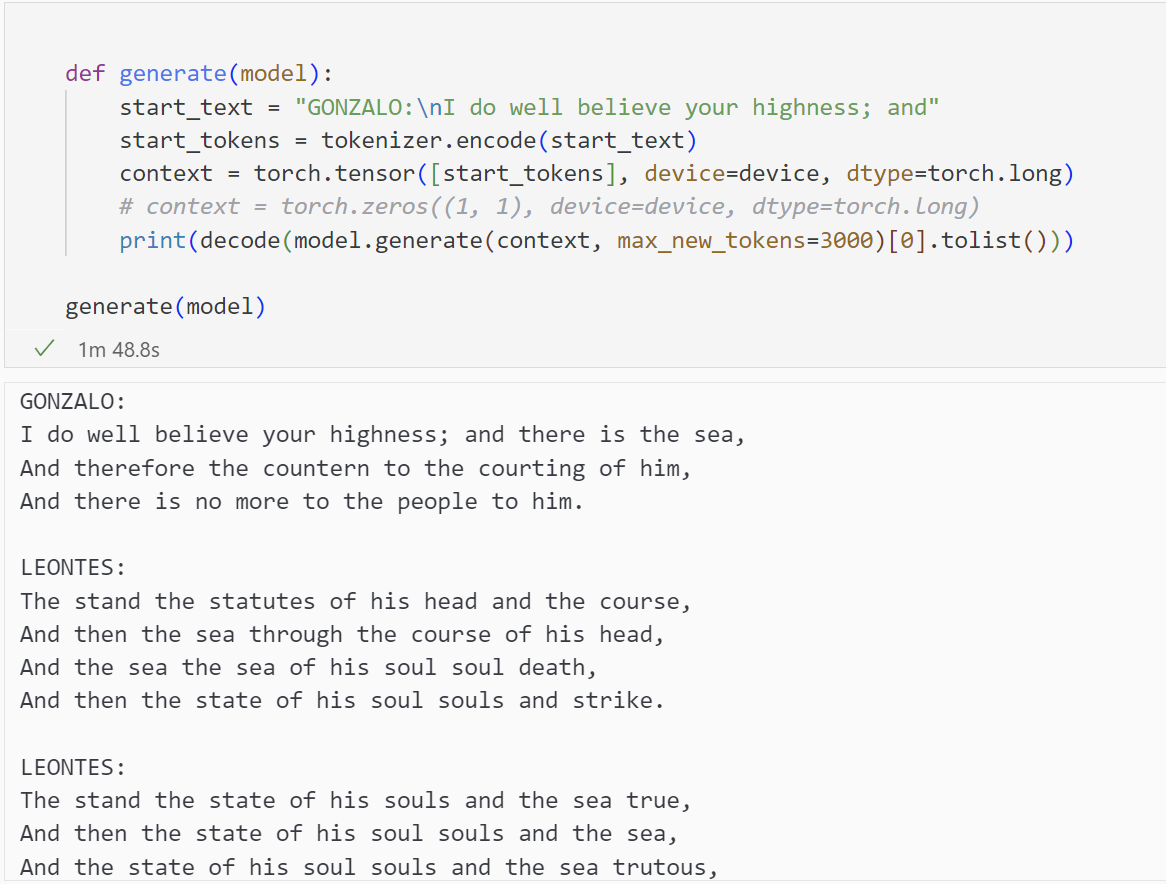 def generate(model):
    start_text = "GONZALO:\nI do well believe your highness; and"
    start_tokens = tokenizer.encode(start_text)
    context = torch.tensor([start_tokens], device=device, dtype=torch.long)
    # context = torch.zeros((1, 1), device=device, dtype=torch.long)
    print(decode(model.generate(context, max_new_tokens=3000)[0].tolist()))
generate(model)
✓ 1m 48.8s
GONZALO:
I do well believe your highness; and there is the sea,
And therefore the countern to the courting of him,
And there is no more to the people to him.
LEONTES:
The stand the statutes of his head and the course,
And then the sea through the course of his head,
And the sea the sea of his soul soul death,
And then the state of his soul souls and strike.
LEONTES:
The stand the state of his souls and the sea true,
And then the state of his soul souls and the sea,
And the state of his soul souls and the sea trutous,